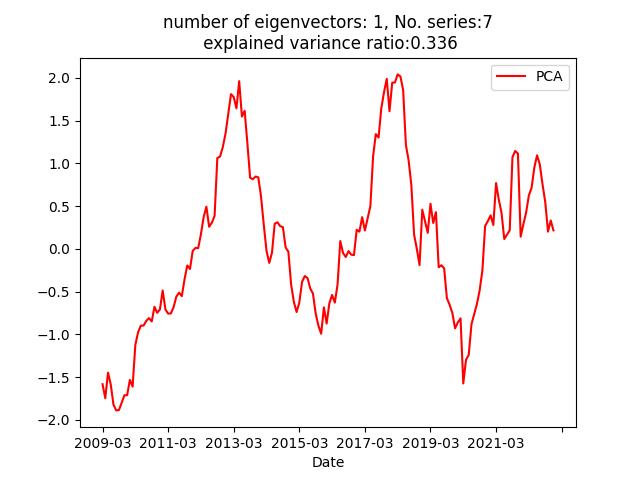 number of eigenvectors: 1, No. series:7
explained variance ratio:0.336
PCA
2.0
1.5
1.0
0.5
0.0
−0.5
−1.0
−1.5
−2.0
2009-03 2011-03 2013-03 2015-03 2017-03 2019-03 2021-03
Date